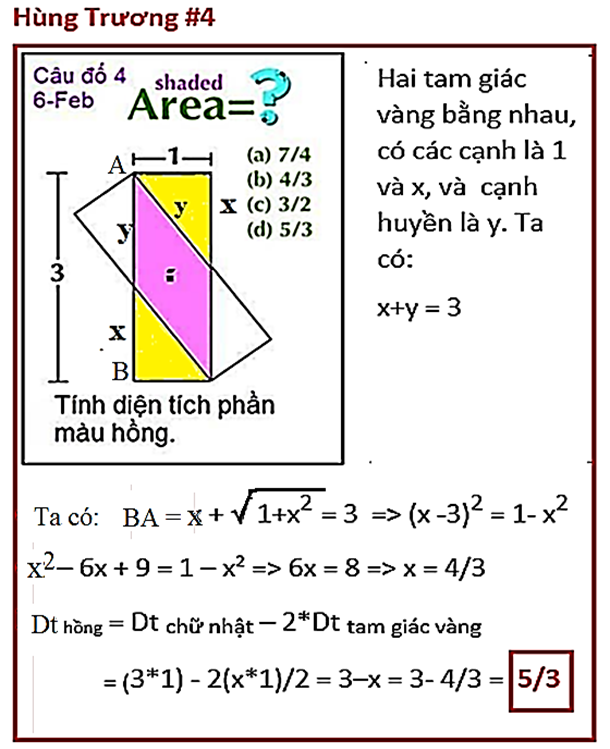 Hùng Trương #4
Câu đố 4
6-Feb
shaded
Area=?
A
1
(a) 7/4
(b) 4/3
(c) 3/2
(d) 5/3
x
y
y
3
x
B
Tính diện tích phần
màu hồng.
Hai tam giác
vàng bằng nhau,
có các cạnh là 1
và x, và cạnh
huyền là y. Ta
có:
x+y = 3
Ta có: BA = x + √1+x² = 3 => (x -3)² = 1- x²
x²– 6x + 9 = 1 – x² => 6x = 8 => x = 4/3
Dt hồng = Dt chữ nhật – 2*Dt tam giác vàng
= (3*1) - 2(x*1)/2 = 3–x = 3- 4/3 = 5/3